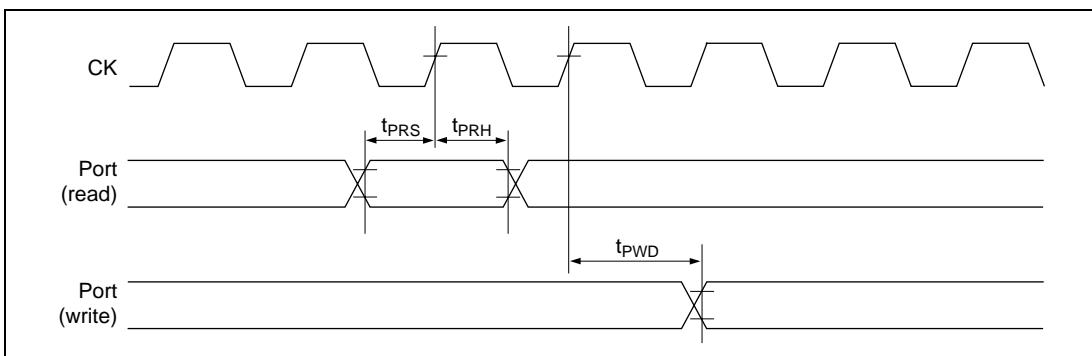 CK
tPRS
tPRH
Port
(read)
tPWD
Port
(write)